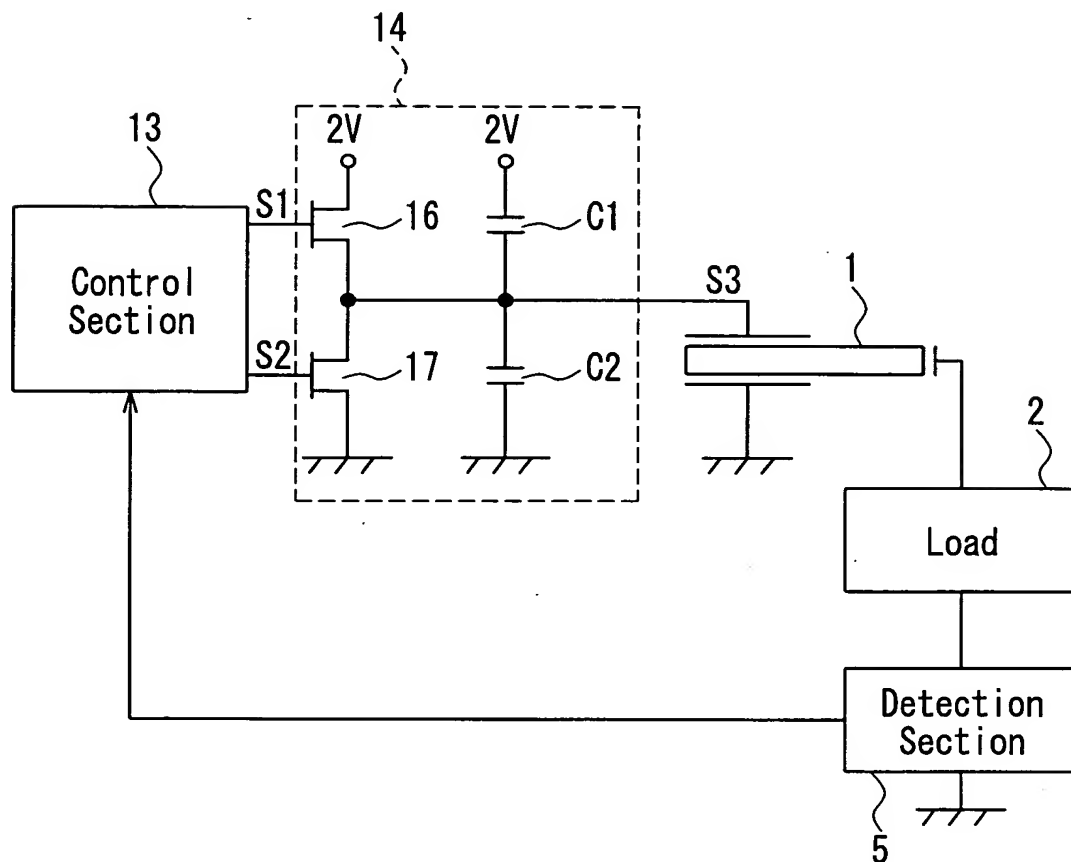 14
13
2V
2V
S1
16
C1
Control
Section
S3
1
S2
17
C2
2
Load
Detection
Section
5